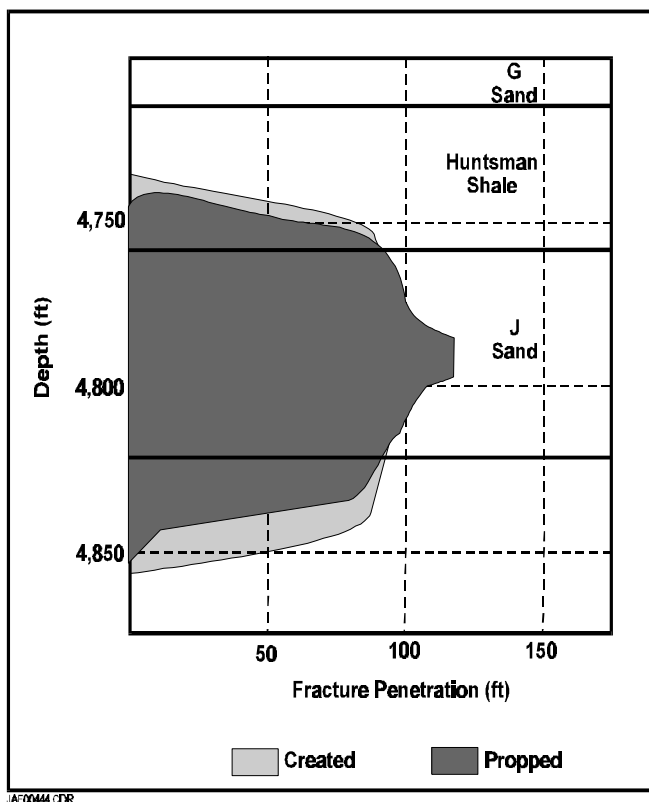 G
Sand
Huntsman
Shale
4,750
J
Sand
Depth (ft)
4,800
4,850
50
100
150
Fracture Penetration (ft)
Created
Propped
JAF00444.CDR